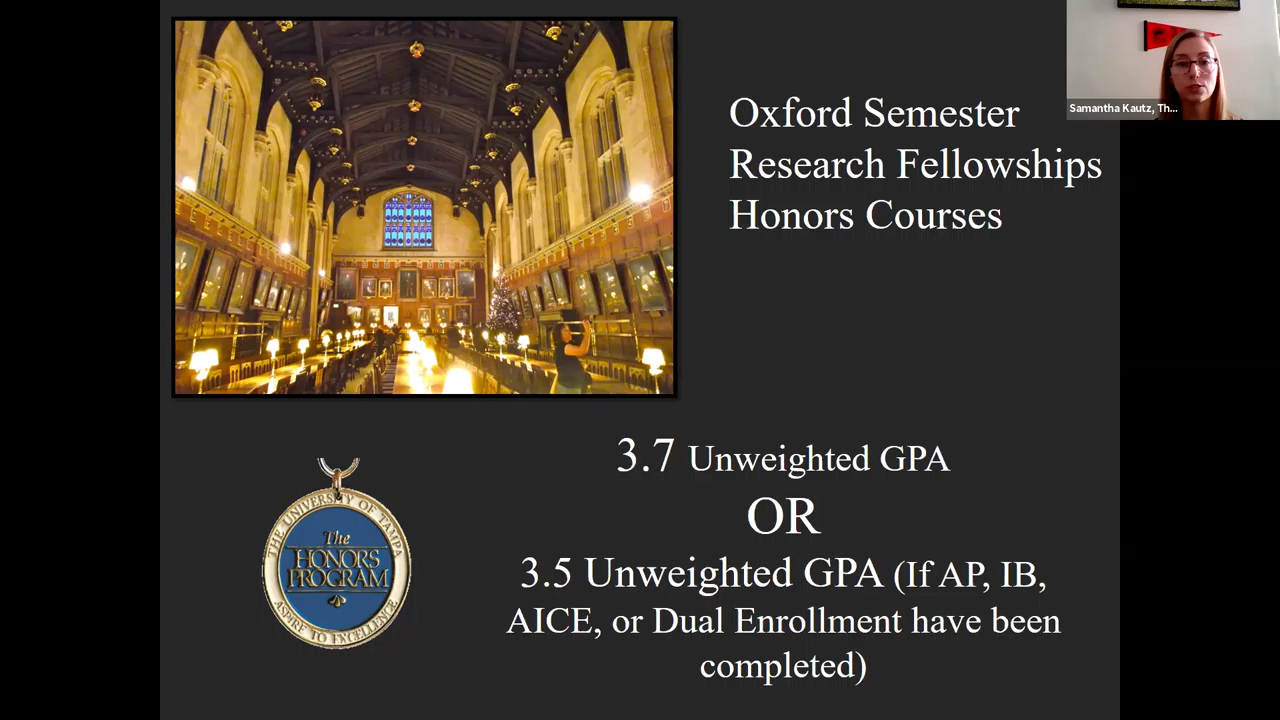 Samantha Kautz, Th...
Oxford Semester
Research Fellowships
Honors Courses
3.7 Unweighted GPA
OR
3.5 Unweighted GPA (If AP, IB,
AICE, or Dual Enrollment have been
completed)
THE UNIVERSITY OF TAMPA
The
HONORS
PROGRAM
ASPIRE TO EXCELLENCE